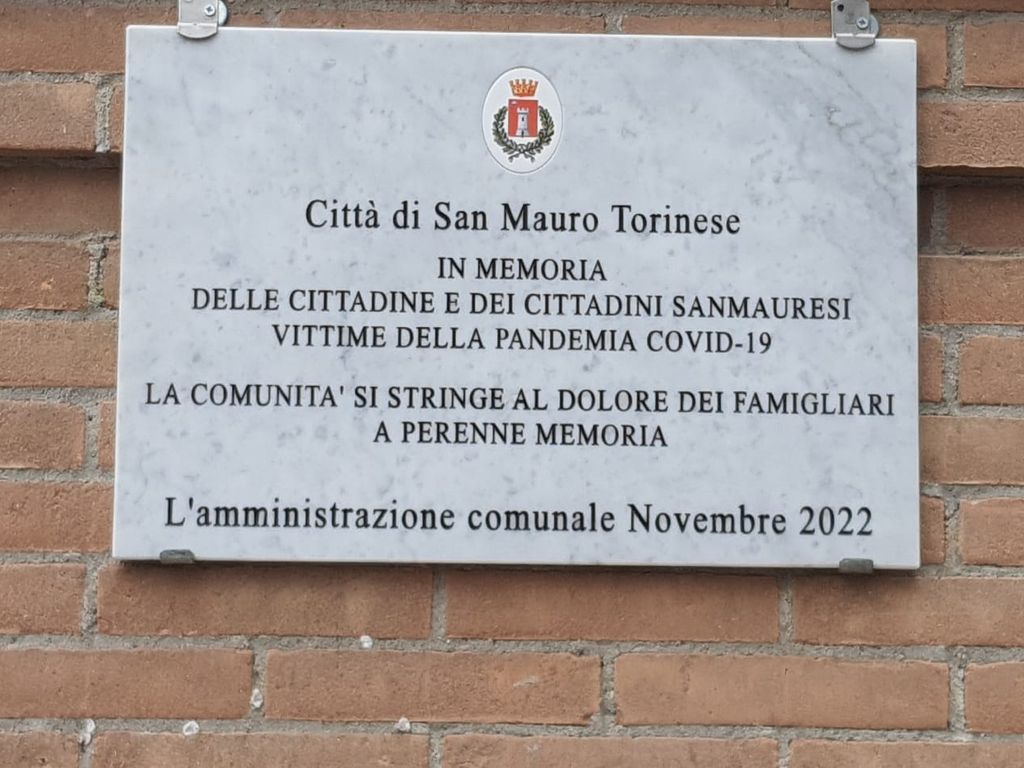 Città di San Mauro Torinese
IN MEMORIA
DELLE CITTADINE E DEI CITTADINI SANMAURESI
VITTIME DELLA PANDEMIA COVID-19
LA COMUNITA' SI STRINGE AL DOLORE DEI FAMIGLIARI
A PERENNE MEMORIA
L'amministrazione comunale Novembre 2022